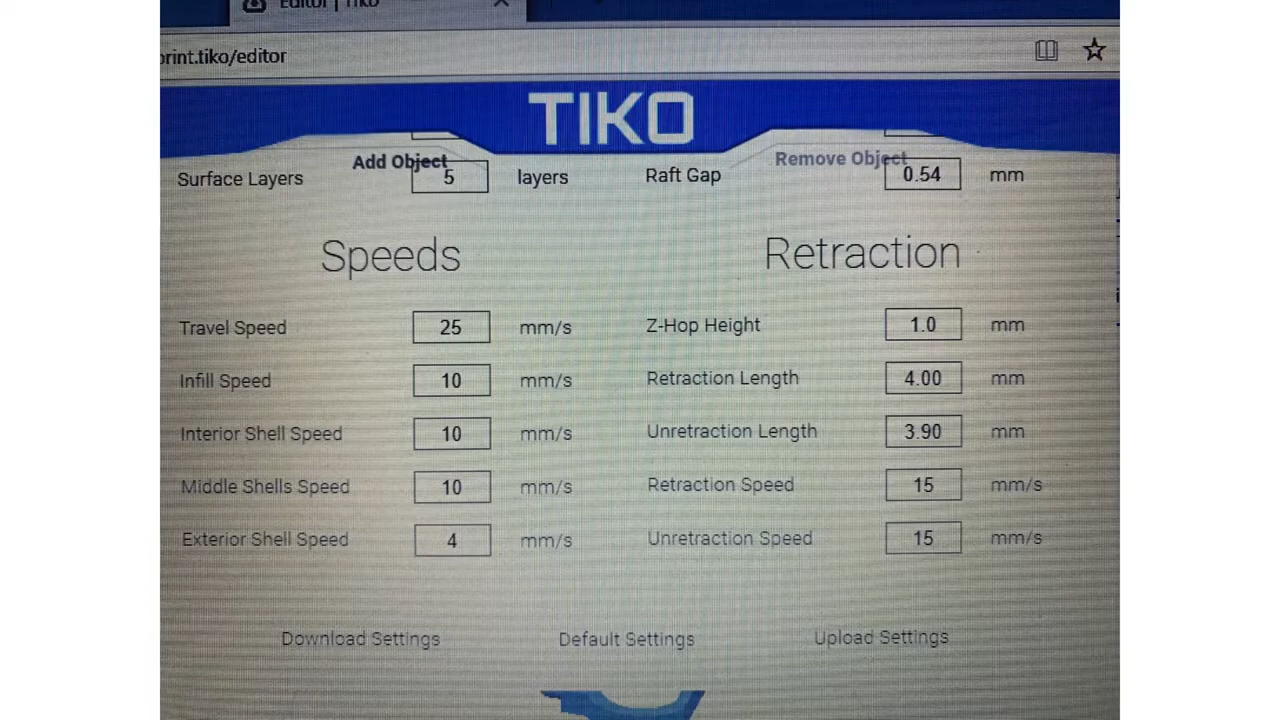 Editor | Tiko
print.tiko/editor
TIKO
Add Object
Remove Object
Surface Layers 5 layers
Raft Gap 0.54 mm
Speeds
Travel Speed 25 mm/s
Infill Speed 10 mm/s
Interior Shell Speed 10 mm/s
Middle Shells Speed 10 mm/s
Exterior Shell Speed 4 mm/s
Retraction
Z-Hop Height 1.0 mm
Retraction Length 4.00 mm
Unretraction Length 3.90 mm
Retraction Speed 15 mm/s
Unretraction Speed 15 mm/s
Download Settings
Default Settings
Upload Settings